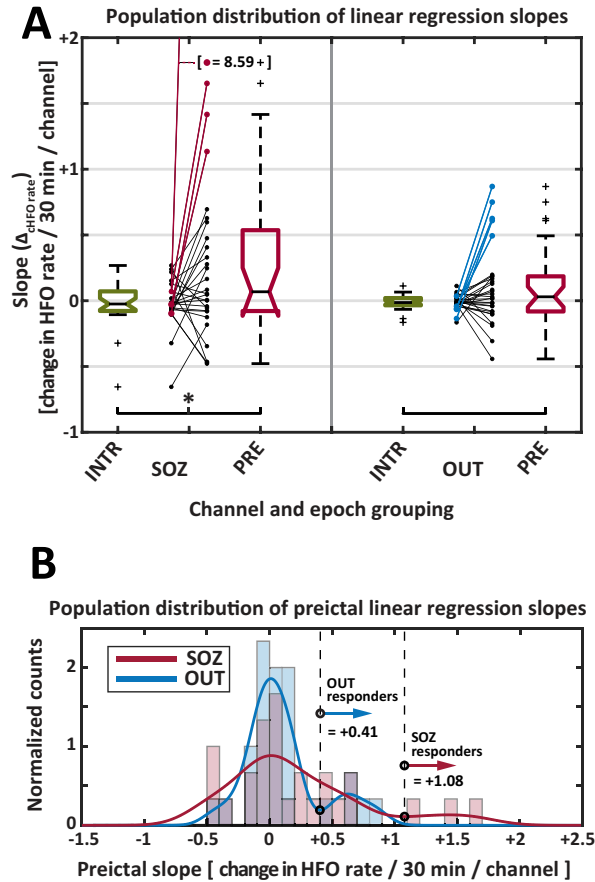 A
Population distribution of linear regression slopes
Slope (ΔcHFO rate)
[change in HFO rate / 30 min / channel]
+2
+1
0
-1
[ = 8.59 + ]
*
INTR
SOZ
PRE
INTR
OUT
PRE
Channel and epoch grouping
B
Population distribution of preictal linear regression slopes
Normalized counts
2
1
0
SOZ
OUT
OUT
responders
= +0.41
SOZ
responders
= +1.08
-1.5
-1
-0.5
0
+0.5
+1
+1.5
+2
+2.5
Preictal slope [ change in HFO rate / 30 min / channel ]